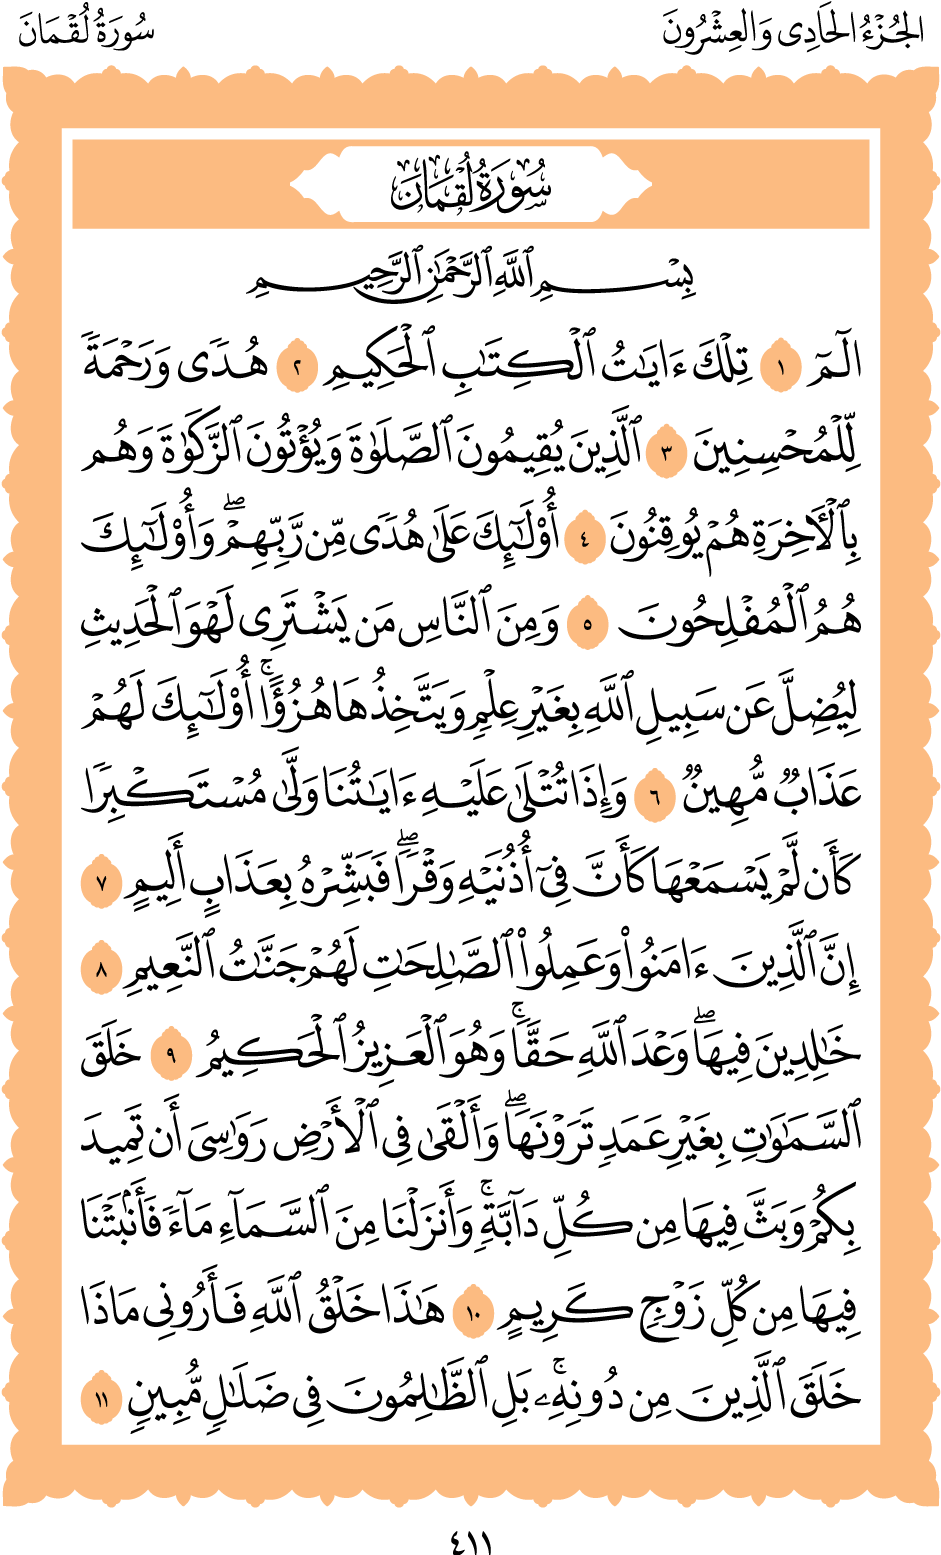 الجُزْءُ الحَادِى وَالعِشْرُونَ
سُورَةُ لُقْمَانَ
سُورَةُ لُقْمَانَ
بِسْمِ ٱللَّهِ ٱلرَّحْمَٰنِ ٱلرَّحِيمِ
الٓمٓ ١ تِلْكَ ءَايَٰتُ ٱلْكِتَٰبِ ٱلْحَكِيمِ ٢ هُدًى وَرَحْمَةً
لِّلْمُحْسِنِينَ ٣ ٱلَّذِينَ يُقِيمُونَ ٱلصَّلَوٰةَ وَيُؤْتُونَ ٱلزَّكَوٰةَ وَهُم
بِٱلْأٓخِرَةِ هُمْ يُوقِنُونَ ٤ أُوْلَٰٓئِكَ عَلَىٰ هُدًى مِّن رَّبِّهِمْۖ وَأُوْلَٰٓئِكَ
هُمُ ٱلْمُفْلِحُونَ ٥ وَمِنَ ٱلنَّاسِ مَن يَشْتَرِى لَهْوَ ٱلْحَدِيثِ
لِيُضِلَّ عَن سَبِيلِ ٱللَّهِ بِغَيْرِ عِلْمٍ وَيَتَّخِذَهَا هُزُوًاۚ أُوْلَٰٓئِكَ لَهُمْ
عَذَابٌ مُّهِينٌ ٦ وَإِذَا تُتْلَىٰ عَلَيْهِ ءَايَٰتُنَا وَلَّىٰ مُسْتَكْبِرًا
كَأَن لَّمْ يَسْمَعْهَا كَأَنَّ فِىٓ أُذُنَيْهِ وَقْرًاۖ فَبَشِّرْهُ بِعَذَابٍ أَلِيمٍ ٧
إِنَّ ٱلَّذِينَ ءَامَنُواْ وَعَمِلُواْ ٱلصَّٰلِحَٰتِ لَهُمْ جَنَّٰتُ ٱلنَّعِيمِ ٨
خَٰلِدِينَ فِيهَاۖ وَعْدَ ٱللَّهِ حَقًّاۚ وَهُوَ ٱلْعَزِيزُ ٱلْحَكِيمُ ٩ خَلَقَ
ٱلسَّمَٰوَٰتِ بِغَيْرِ عَمَدٍ تَرَوْنَهَاۖ وَأَلْقَىٰ فِى ٱلْأَرْضِ رَوَٰسِىَ أَن تَمِيدَ
بِكُمْ وَبَثَّ فِيهَا مِن كُلِّ دَآبَّةٍۚ وَأَنزَلْنَا مِنَ ٱلسَّمَآءِ مَآءً فَأَنۢبَتْنَا
فِيهَا مِن كُلِّ زَوْجٍ كَرِيمٍ ١٠ هَٰذَا خَلْقُ ٱللَّهِ فَأَرُونِى مَاذَا
خَلَقَ ٱلَّذِينَ مِن دُونِهِۦۚ بَلِ ٱلظَّٰلِمُونَ فِى ضَلَٰلٍ مُّبِينٍ ١١
٤١١